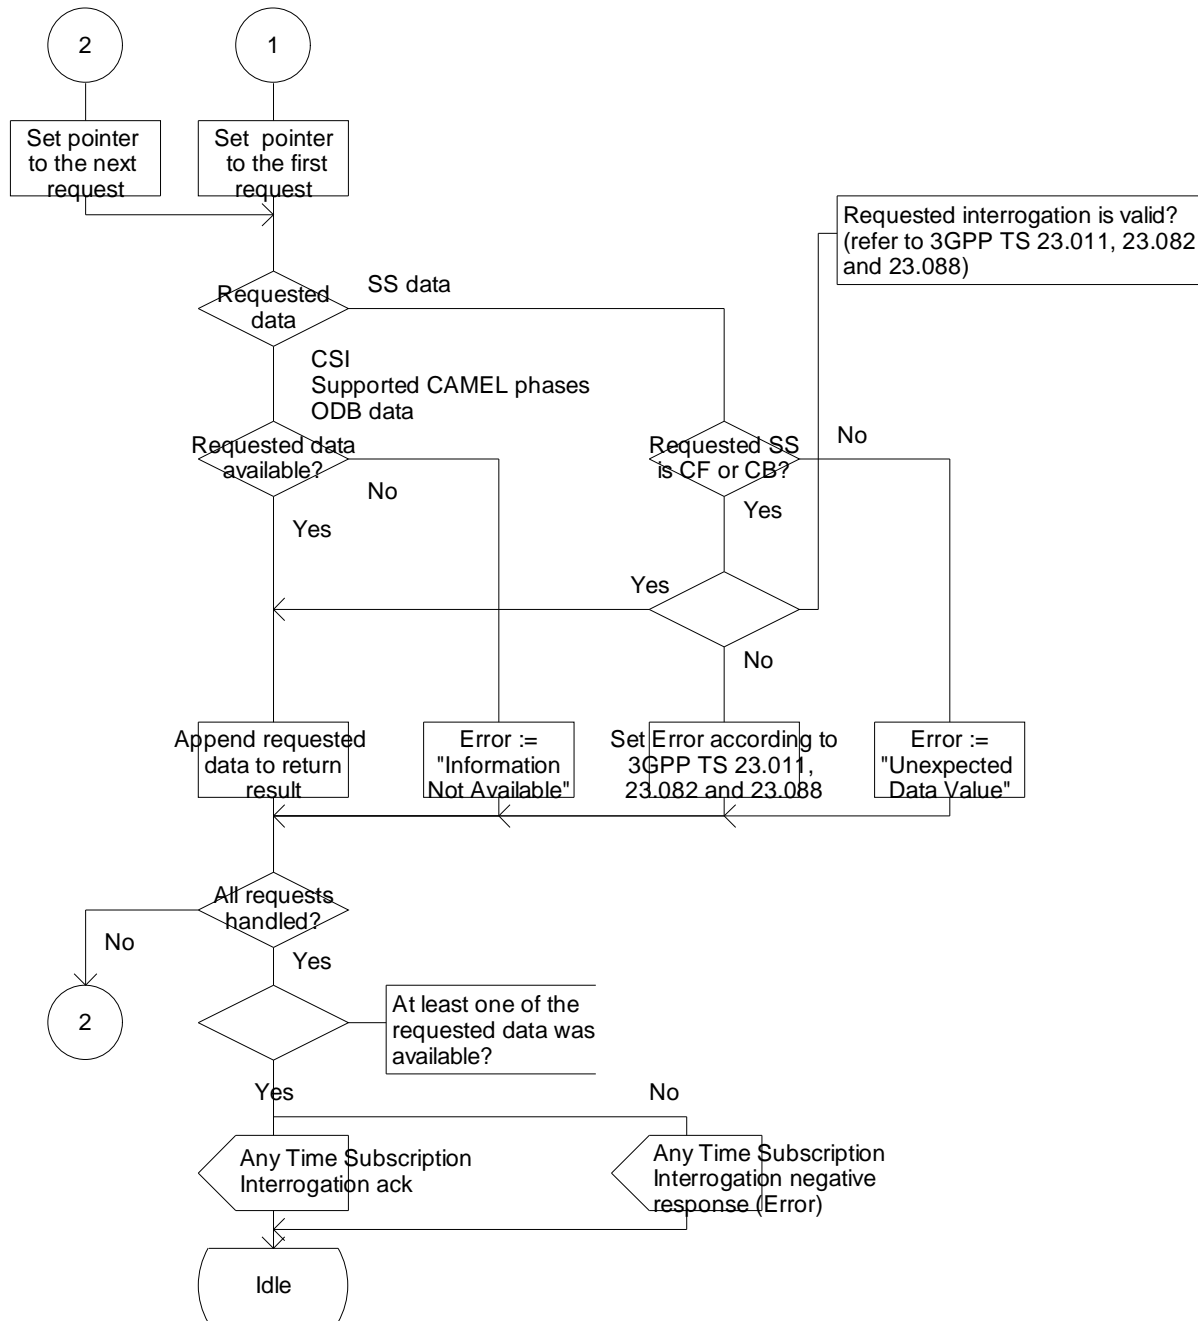 2
1
Set pointer
to the next
request
Set pointer
to the first
request
Requested interrogation is valid?
(refer to 3GPP TS 23.011, 23.082
and 23.088)
Requested
data
SS data
CSI
Supported CAMEL phases
ODB data
Requested data
available?
No
Yes
Requested SS
is CF or CB?
No
Yes
Yes
No
Append requested
data to return
result
Error :=
"Information
Not Available"
Set Error according to
3GPP TS 23.011,
23.082 and 23.088
Error :=
"Unexpected
Data Value"
All requests
handled?
No
Yes
2
At least one of the
requested data was
available?
Yes
No
Any Time Subscription
Interrogation ack
Any Time Subscription
Interrogation negative
response (Error)
Idle